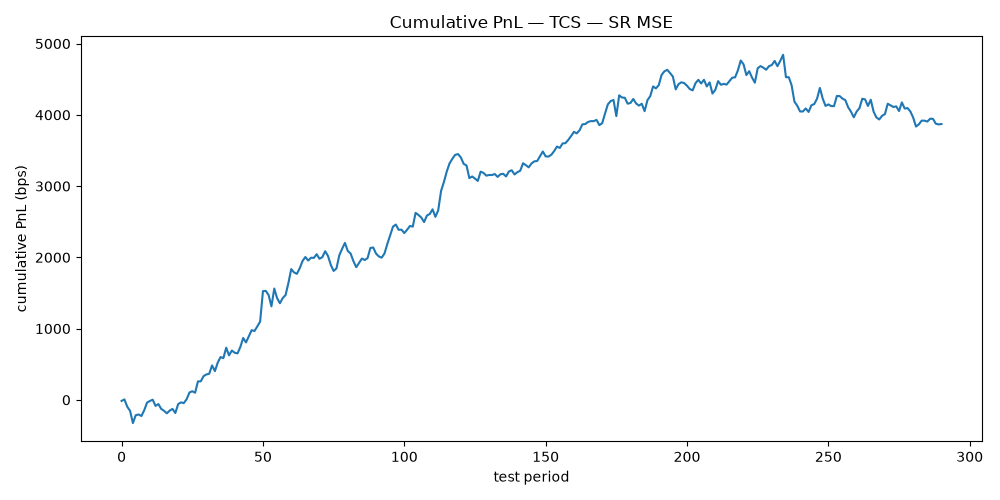 Cumulative PnL — TCS — SR MSE
cumulative PnL (bps)
5000
4000
3000
2000
1000
0
0 50 100 150 200 250 300
test period